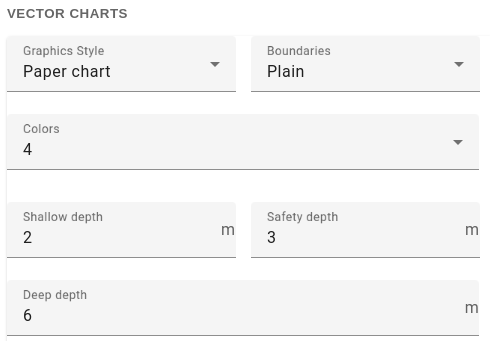 VECTOR CHARTS
Graphics Style
Paper chart
Boundaries
Plain
Colors
4
Shallow depth
2 m
Safety depth
3 m
Deep depth
6 m